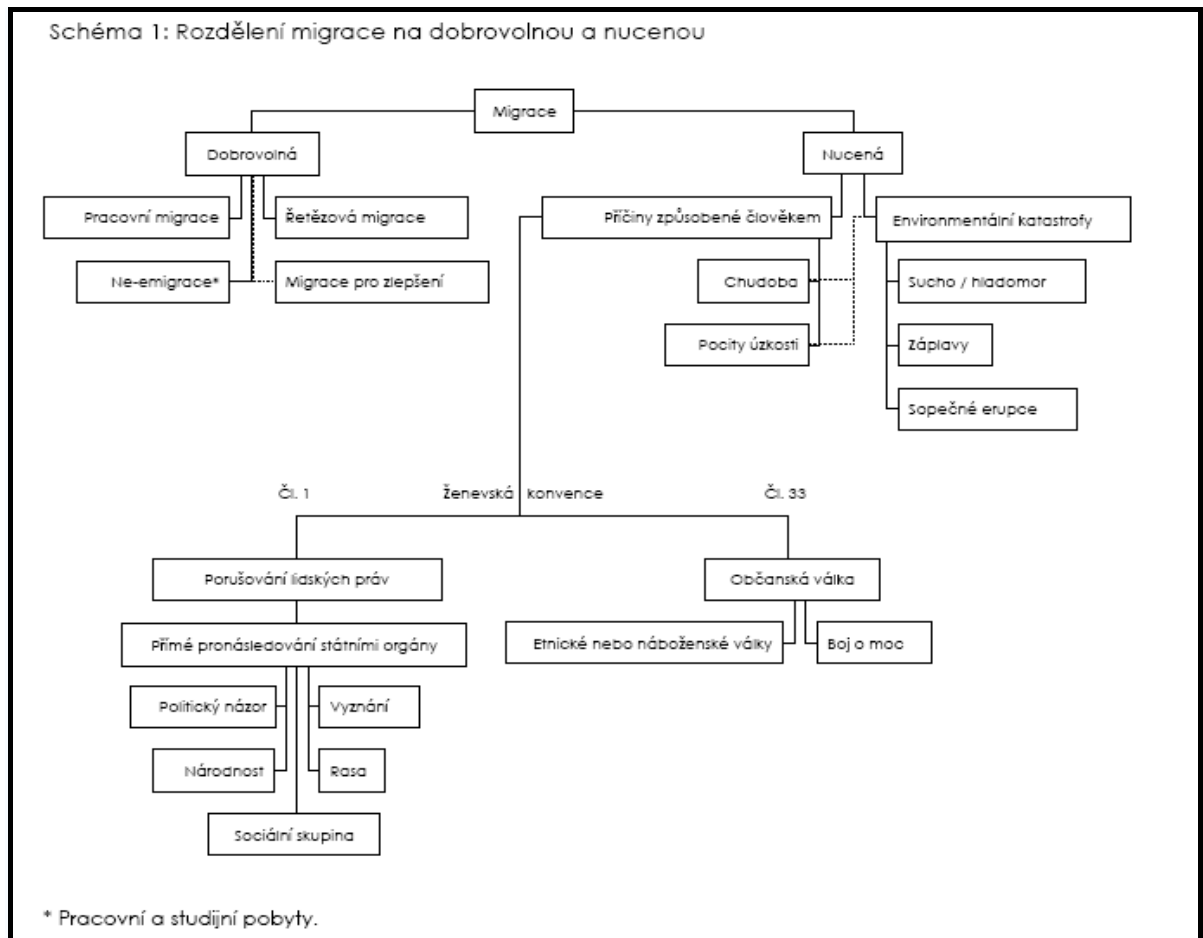 Schéma 1: Rozdělení migrace na dobrovolnou a nucenou
Migrace
Dobrovolná
Nucená
Pracovní migrace
Řetězová migrace
Příčiny způsobené člověkem
Environmentální katastrofy
Ne-emigrace*
Migrace pro zlepšení
Chudoba
Sucho / hladomor
Pocity úzkosti
Záplavy
Sopečné erupce
Čl. 1
Ženevská konvence
Čl. 33
Porušování lidských práv
Občanská válka
Přímé pronásledování státními orgány
Etnické nebo náboženské války
Boj o moc
Politický názor
Vyznání
Národnost
Rasa
Sociální skupina
* Pracovní a studijní pobyty.